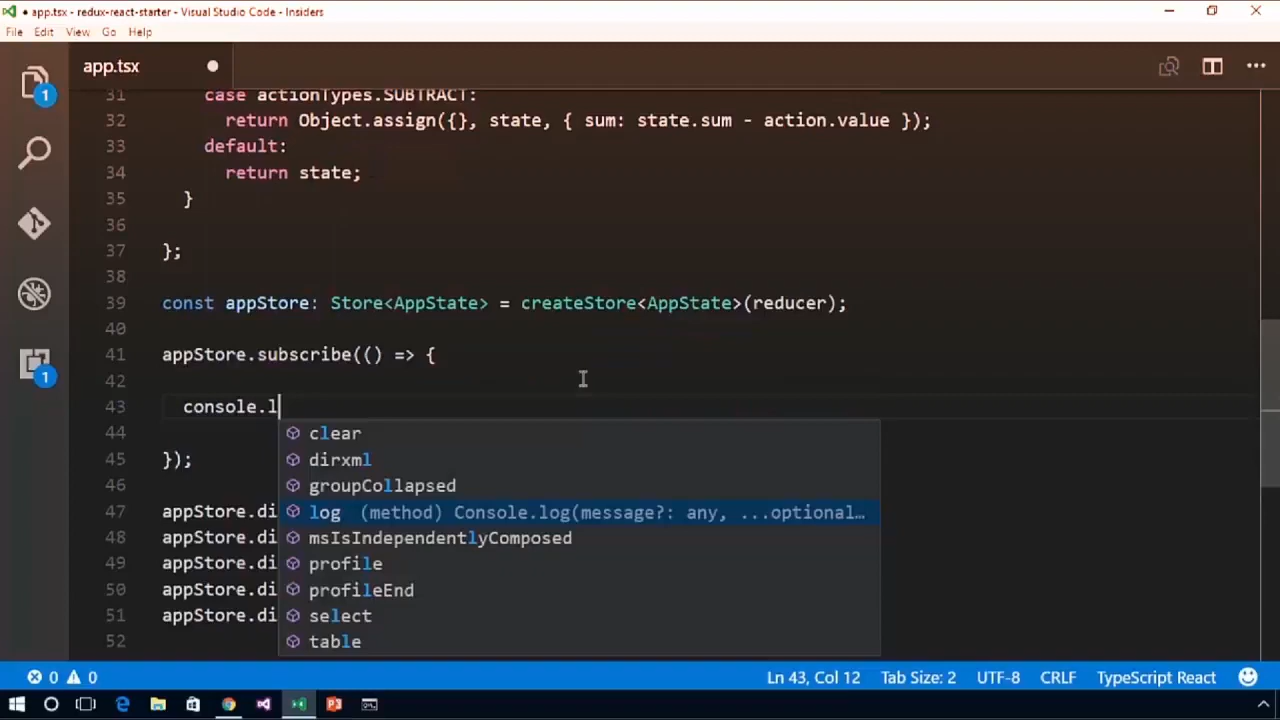 ● app.tsx - redux-react-starter - Visual Studio Code - Insiders
File Edit View Go Help
app.tsx
1
1
31 case actionTypes.SUBTRACT:
32 return Object.assign({}, state, { sum: state.sum - action.value });
33 default:
34 return state;
35 }
36
37 };
38
39 const appStore: Store<AppState> = createStore<AppState>(reducer);
40
41 appStore.subscribe(() => {
42
43 console.l
44
45 });
46
47 appStore.di
48 appStore.di
49 appStore.di
50 appStore.di
51 appStore.di
52
clear
dirxml
groupCollapsed
log (method) Console.log(message?: any, ...optional…
msIsIndependentlyComposed
profile
profileEnd
select
table
0 0 Ln 43, Col 12 Tab Size: 2 UTF-8 CRLF TypeScript React